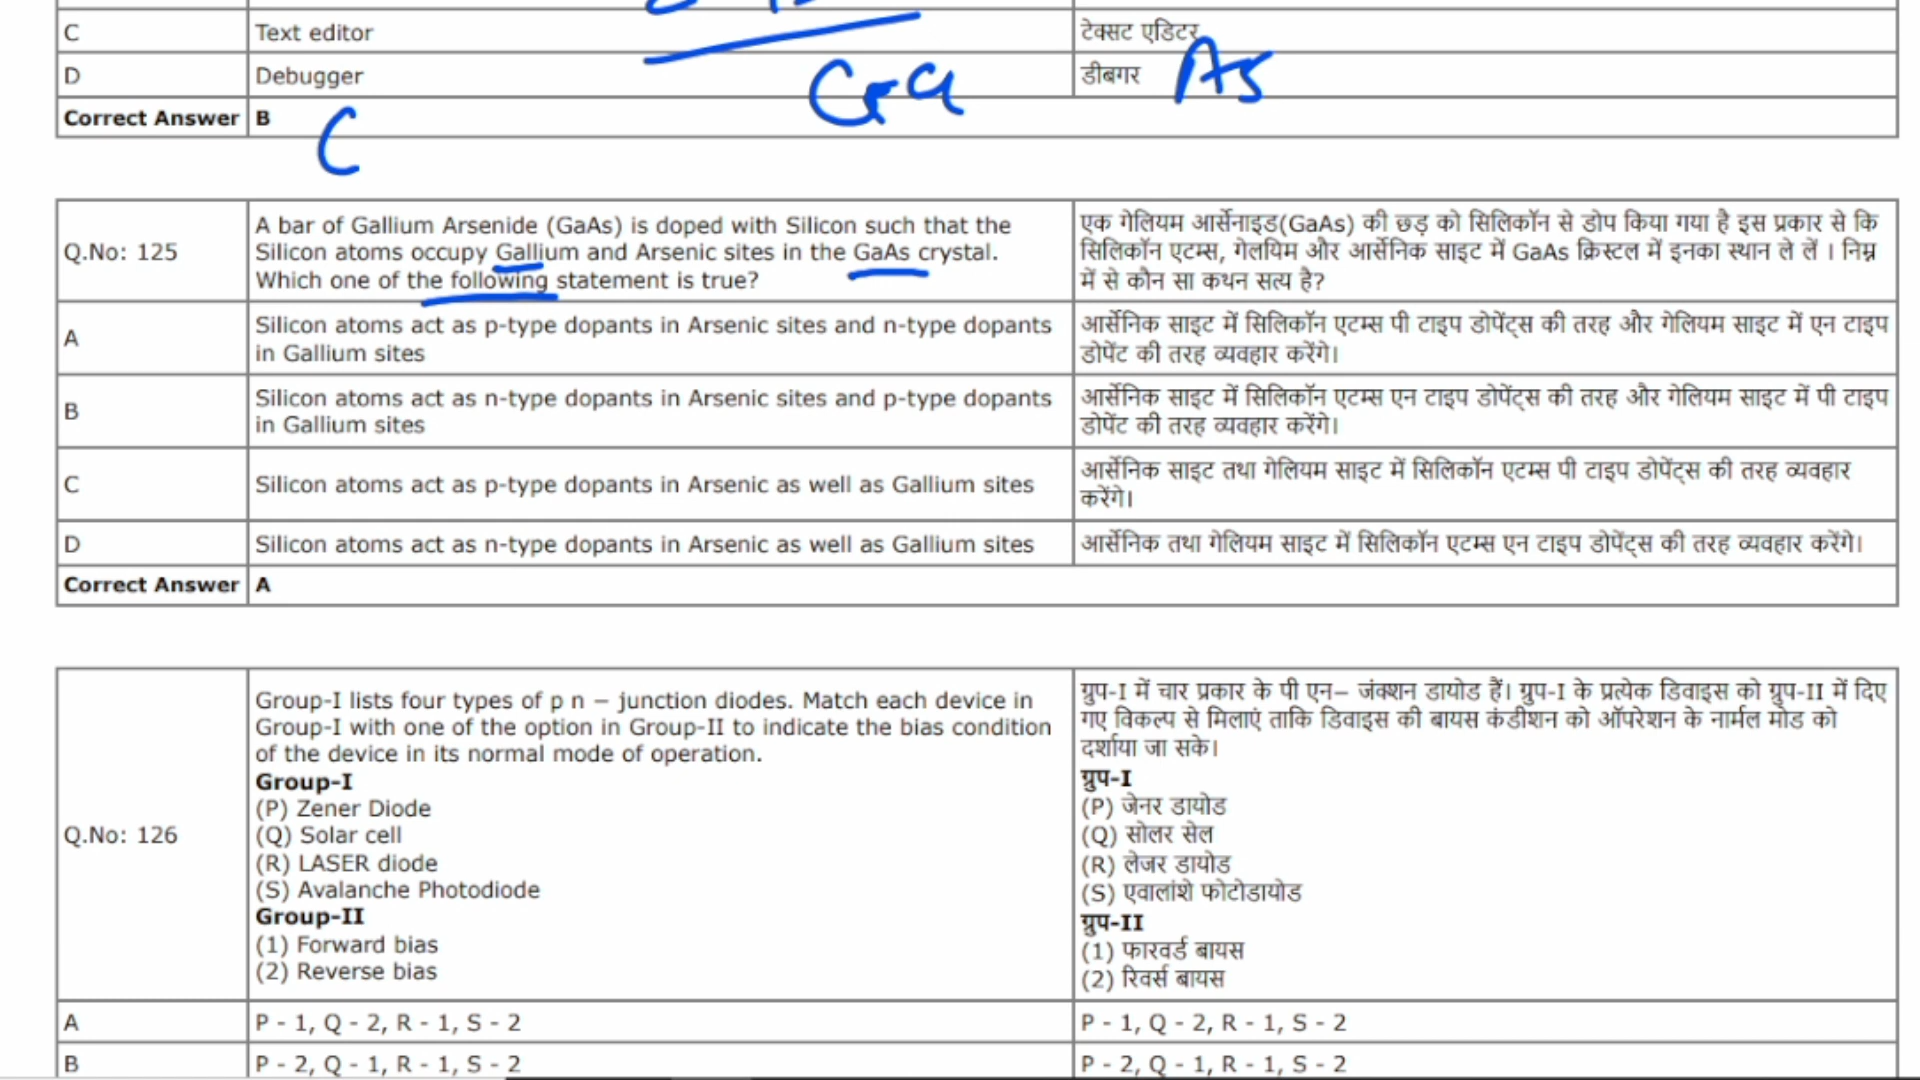 C
Text editor
टेक्सट एडिटर
D
Debugger
डीबगर
Ga
As
Correct Answer
B
C
Q.No: 125
A bar of Gallium Arsenide (GaAs) is doped with Silicon such that the
Silicon atoms occupy Gallium and Arsenic sites in the GaAs crystal.
Which one of the following statement is true?
एक गेलियम आर्सेनाइड(GaAs) की छड़ को सिलिकॉन से डोप किया गया है इस प्रकार से कि
सिलिकॉन एटम्स, गेलयिम और आर्सेनिक साइट में GaAs क्रिस्टल में इनका स्थान ले लें । निम्न
में से कौन सा कथन सत्य है?
A
Silicon atoms act as p-type dopants in Arsenic sites and n-type dopants
in Gallium sites
आर्सेनिक साइट में सिलिकॉन एटम्स पी टाइप डोपेंट्स की तरह और गेलियम साइट में एन टाइप
डोपेंट की तरह व्यवहार करेंगे।
B
Silicon atoms act as n-type dopants in Arsenic sites and p-type dopants
in Gallium sites
आर्सेनिक साइट में सिलिकॉन एटम्स एन टाइप डोपेंट्स की तरह और गेलियम साइट में पी टाइप
डोपेंट की तरह व्यवहार करेंगे।
C
Silicon atoms act as p-type dopants in Arsenic as well as Gallium sites
आर्सेनिक साइट तथा गेलियम साइट में सिलिकॉन एटम्स पी टाइप डोपेंट्स की तरह व्यवहार
करेंगे।
D
Silicon atoms act as n-type dopants in Arsenic as well as Gallium sites
आर्सेनिक तथा गेलियम साइट में सिलिकॉन एटम्स एन टाइप डोपेंट्स की तरह व्यवहार करेंगे।
Correct Answer
A
Q.No: 126
Group-I lists four types of p n – junction diodes. Match each device in
Group-I with one of the option in Group-II to indicate the bias condition
of the device in its normal mode of operation.
Group-I
(P) Zener Diode
(Q) Solar cell
(R) LASER diode
(S) Avalanche Photodiode
Group-II
(1) Forward bias
(2) Reverse bias
ग्रुप-I में चार प्रकार के पी एन– जंक्शन डायोड हैं। ग्रुप-I के प्रत्येक डिवाइस को ग्रुप-II में दिए
गए विकल्प से मिलाएं ताकि डिवाइस की बायस कंडीशन को ऑपरेशन के नार्मल मोड को
दर्शाया जा सके।
ग्रुप-I
(P) जेनर डायोड
(Q) सोलर सेल
(R) लेजर डायोड
(S) एवालांशे फोटोडायोड
ग्रुप-II
(1) फारवर्ड बायस
(2) रिवर्स बायस
A
P - 1, Q - 2, R - 1, S - 2
P - 1, Q - 2, R - 1, S - 2
B
P - 2, Q - 1, R - 1, S - 2
P - 2, Q - 1, R - 1, S - 2